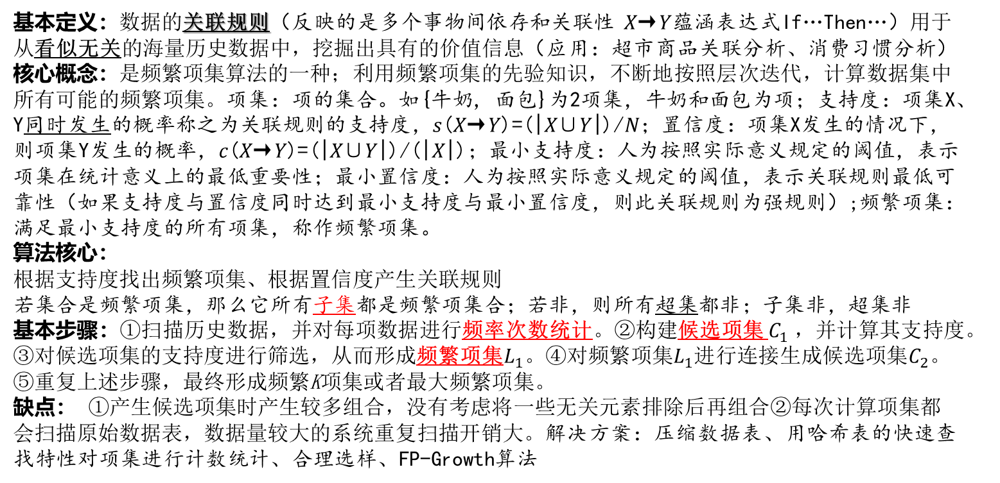 基本定义：数据的关联规则（反映的是多个事物间依存和关联性 X→Y蕴涵表达式If…Then…）用于
从看似无关的海量历史数据中，挖掘出具有的价值信息（应用：超市商品关联分析、消费习惯分析）
核心概念：是频繁项集算法的一种；利用频繁项集的先验知识，不断地按照层次迭代，计算数据集中
所有可能的频繁项集。项集：项的集合。如{牛奶，面包}为2项集，牛奶和面包为项；支持度：项集X、
Y同时发生的概率称之为关联规则的支持度，s(X→Y)=(|X∪Y|)/N；置信度：项集X发生的情况下，
则项集Y发生的概率，c(X→Y)=(|X∪Y|)/(|X|)；最小支持度：人为按照实际意义规定的阈值，表示
项集在统计意义上的最低重要性；最小置信度：人为按照实际意义规定的阈值，表示关联规则最低可
靠性（如果支持度与置信度同时达到最小支持度与最小置信度，则此关联规则为强规则）;频繁项集：
满足最小支持度的所有项集，称作频繁项集。
算法核心：
根据支持度找出频繁项集、根据置信度产生关联规则
若集合是频繁项集，那么它所有子集都是频繁项集合；若非，则所有超集都非；子集非，超集非
基本步骤：①扫描历史数据，并对每项数据进行频率次数统计。②构建候选项集 C₁ ，并计算其支持度。
③对候选项集的支持度进行筛选，从而形成频繁项集L₁。④对频繁项集L₁进行连接生成候选项集C₂。
⑤重复上述步骤，最终形成频繁K项集或者最大频繁项集。
缺点： ①产生候选项集时产生较多组合，没有考虑将一些无关元素排除后再组合②每次计算项集都
会扫描原始数据表，数据量较大的系统重复扫描开销大。解决方案：压缩数据表、用哈希表的快速查
找特性对项集进行计数统计、合理选样、FP-Growth算法